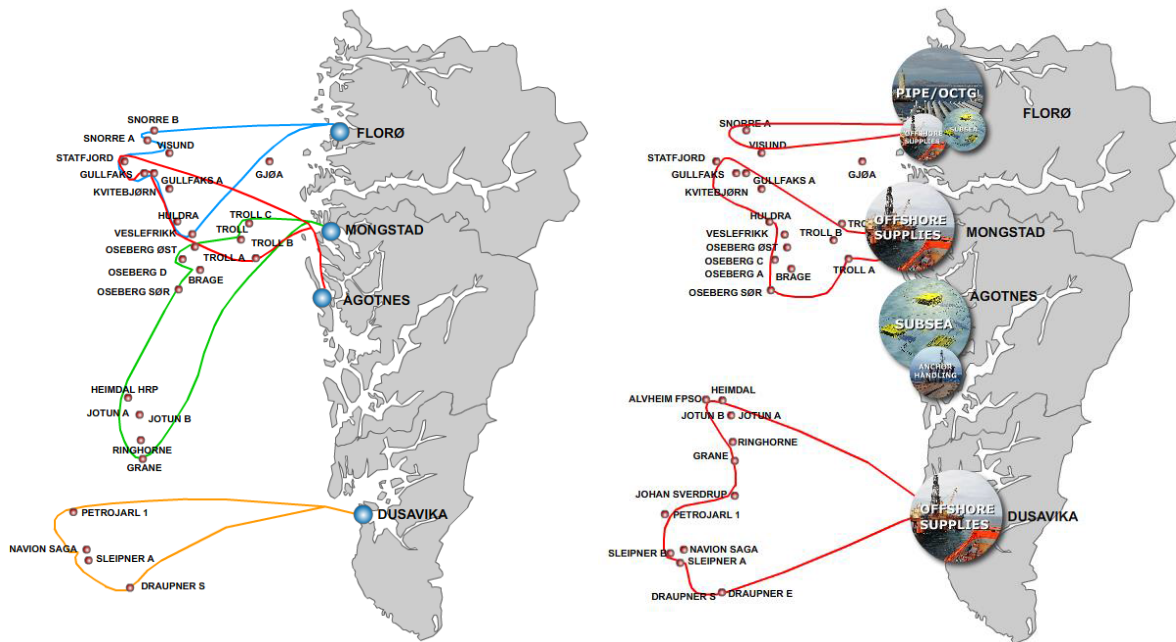 SNORRE B
SNORRE A
VISUND
STATFJORD
GULLFAKS
GULLFAKS A
KVITEBJØRN
GJØA
HULDRA
TROLL C
VESLEFRIKK
TROLL
OSEBERG ØST
TROLL B
TROLL A
OSEBERG D
BRAGE
OSEBERG SØR
FLORØ
MONGSTAD
ÅGOTNES
HEIMDAL HRP
JOTUN A
JOTUN B
RINGHORNE
GRANE
PETROJARL 1
DUSAVIKA
NAVION SAGA
SLEIPNER A
DRAUPNER S
PIPE/OCTG
FLORØ
SNORRE A
OFFSHORE
SUPPLIES
SUBSEA
VISUND
STATFJORD
GJØA
GULLFAKS
GULLFAKS A
KVITEBJØRN
HULDRA
OFFSHORE
SUPPLIES
MONGSTAD
VESLEFRIKK
TROLL B
OSEBERG ØST
OSEBERG C
TROLL A
OSEBERG A
BRAGE
OSEBERG SØR
ÅGOTNES
SUBSEA
ANCHOR
HANDLING
HEIMDAL
ALVHEIM FPSO
JOTUN B
JOTUN A
RINGHORNE
GRANE
JOHAN SVERDRUP
PETROJARL 1
OFFSHORE
SUPPLIES
DUSAVIKA
SLEIPNER B
NAVION SAGA
SLEIPNER A
DRAUPNER S
DRAUPNER E